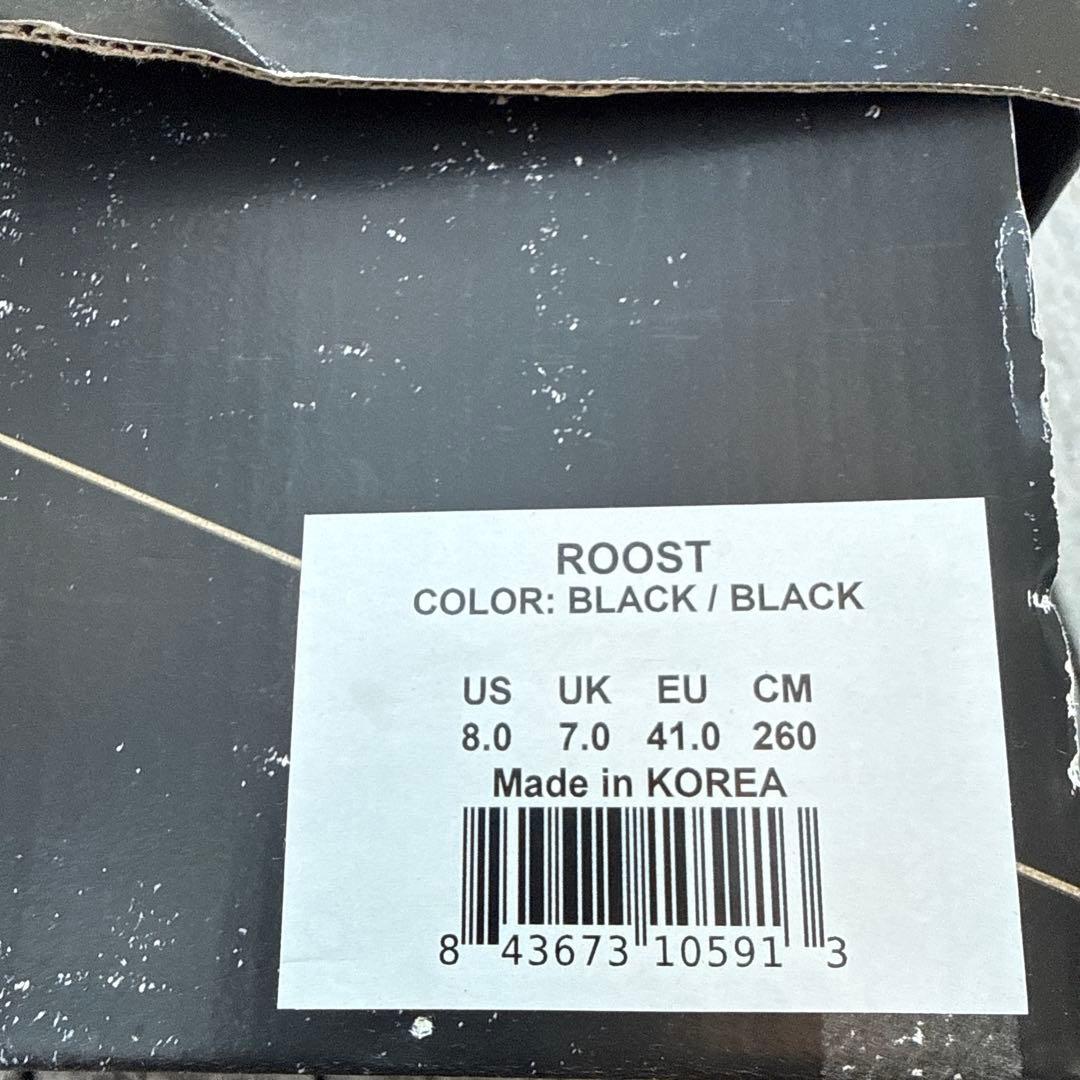 ROOST
COLOR: BLACK / BLACK
US UK EU CM
8.0 7.0 41.0 260
Made in KOREA
8 43673 10591 3